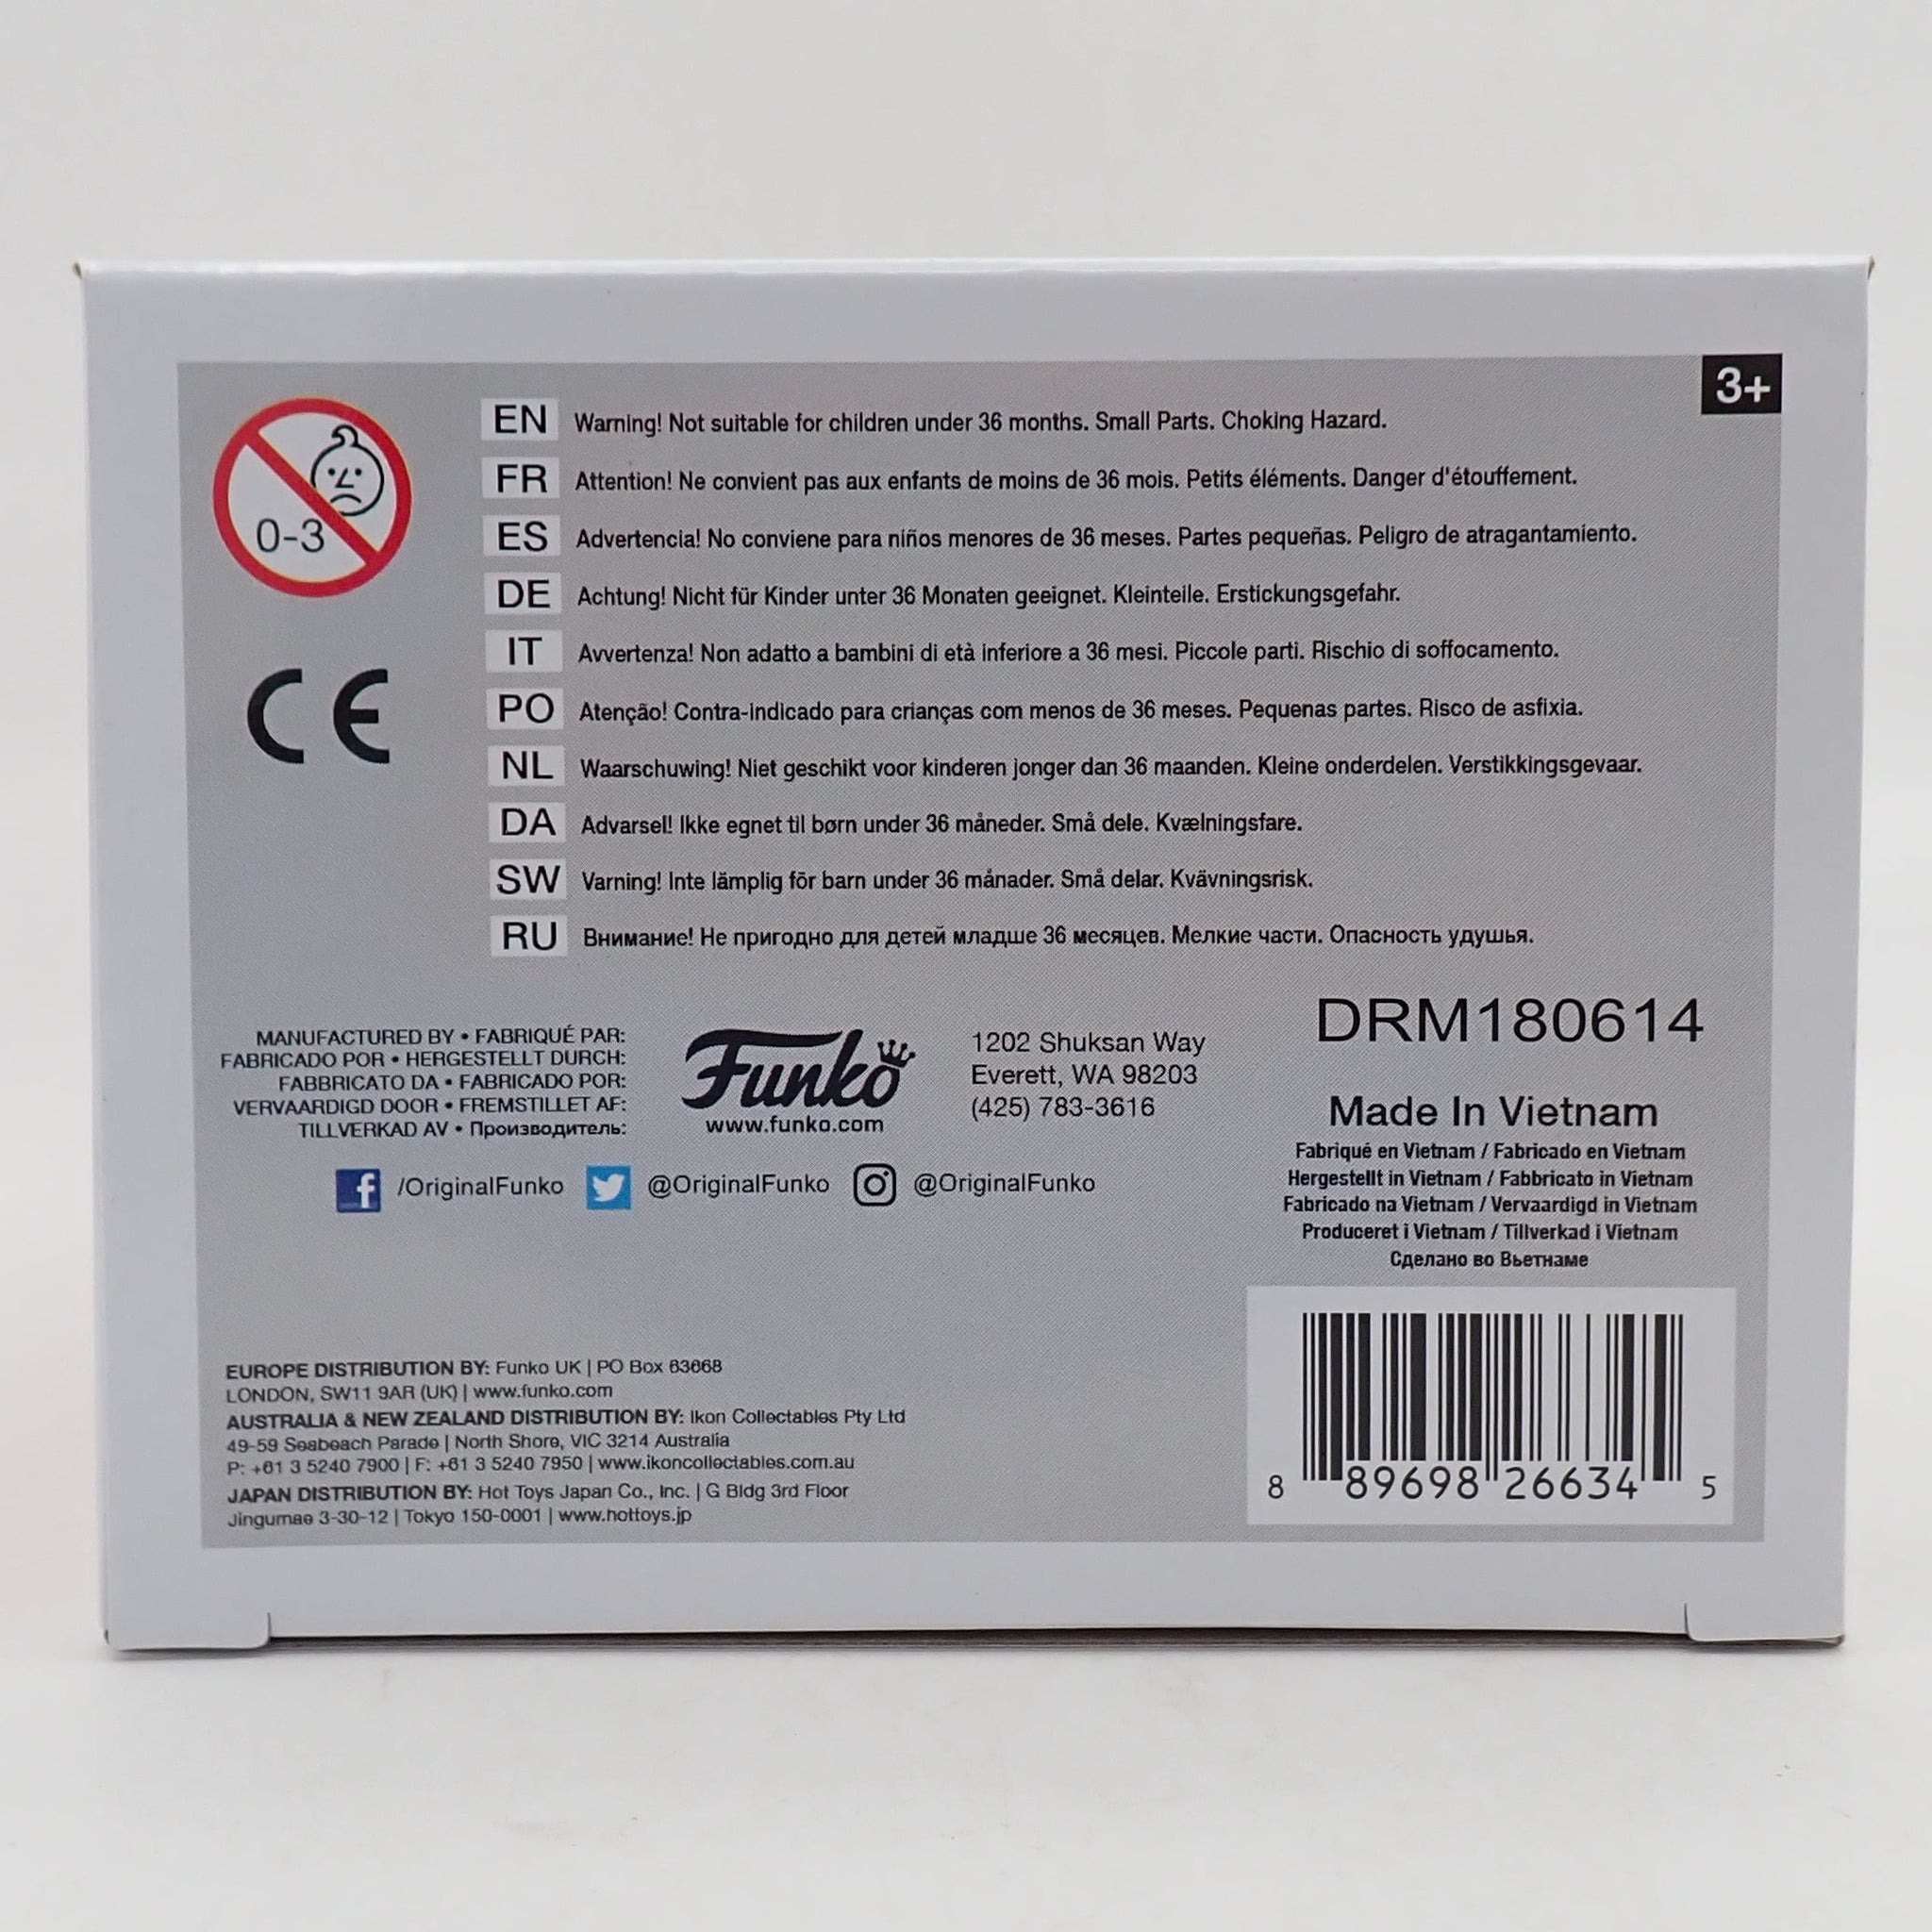 3+
0-3
EN Warning! Not suitable for children under 36 months. Small Parts. Choking Hazard.
FR Attention! Ne convient pas aux enfants de moins de 36 mois. Petits éléments. Danger d'étouffement.
ES Advertencia! No conviene para niños menores de 36 meses. Partes pequeñas. Peligro de atragantamiento.
DE Achtung! Nicht für Kinder unter 36 Monaten geeignet. Kleinteile. Erstickungsgefahr.
IT Avvertenza! Non adatto a bambini di età inferiore a 36 mesi. Piccole parti. Rischio di soffocamento.
PO Atenção! Contra-indicado para crianças com menos de 36 meses. Pequenas partes. Risco de asfixia.
NL Waarschuwing! Niet geschikt voor kinderen jonger dan 36 maanden. Kleine onderdelen. Verstikkingsgevaar.
DA Advarsel! Ikke egnet til børn under 36 måneder. Små dele. Kvælningsfare.
SW Varning! Inte lämplig för barn under 36 månader. Små delar. Kvävningsrisk.
RU Внимание! Не пригодно для детей младше 36 месяцев. Мелкие части. Опасность удушья.
CE
MANUFACTURED BY • FABRIQUÉ PAR:
FABRICADO POR • HERGESTELLT DURCH:
FABBRICATO DA • FABRICADO POR:
VERVAARDIGD DOOR • FREMSTILLET AF:
TILLVERKAD AV • Производитель:
Funko
www.funko.com
1202 Shuksan Way
Everett, WA 98203
(425) 783-3616
/OriginalFunko @OriginalFunko @OriginalFunko
DRM180614
Made In Vietnam
Fabriqué en Vietnam / Fabricado en Vietnam
Hergestellt in Vietnam / Fabbricato in Vietnam
Fabricado na Vietnam / Vervaardigd in Vietnam
Produceret i Vietnam / Tillverkad i Vietnam
Сделано во Вьетнаме
EUROPE DISTRIBUTION BY: Funko UK | PO Box 63668
LONDON, SW11 9AR (UK) | www.funko.com
AUSTRALIA & NEW ZEALAND DISTRIBUTION BY: Ikon Collectables Pty Ltd
49-59 Seabeach Parade | North Shore, VIC 3214 Australia
P: +61 3 5240 7900 | F: +61 3 5240 7950 | www.ikoncollectables.com.au
JAPAN DISTRIBUTION BY: Hot Toys Japan Co., Inc. | G Bldg 3rd Floor
Jingumae 3-30-12 | Tokyo 150-0001 | www.hottoys.jp
8 89698 26634 5